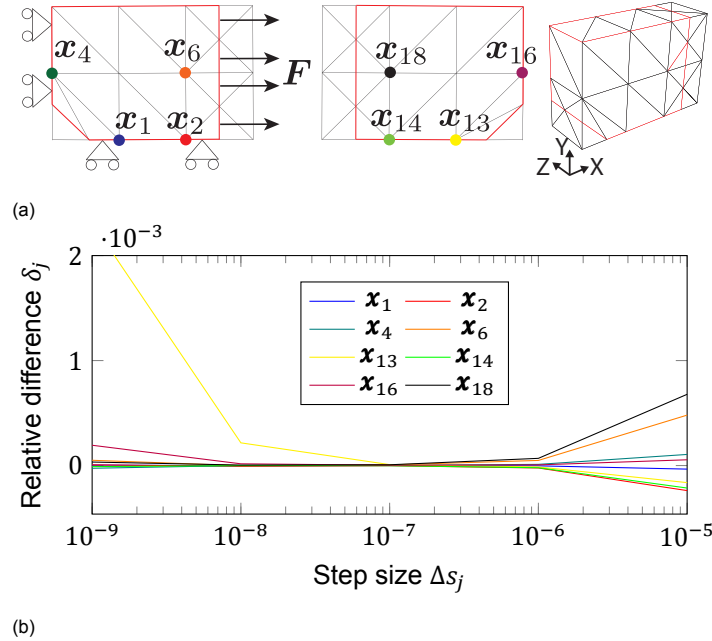 x₄ x₆ F x₁ x₂
x₁₈ x₁₆ x₁₄ x₁₃
Y Z X
(a)
·10⁻³
Relative difference δⱼ
2
1
0
x₁ x₂
x₄ x₆
x₁₃ x₁₄
x₁₆ x₁₈
10⁻⁹ 10⁻⁸ 10⁻⁷ 10⁻⁶ 10⁻⁵
Step size Δsⱼ
(b)